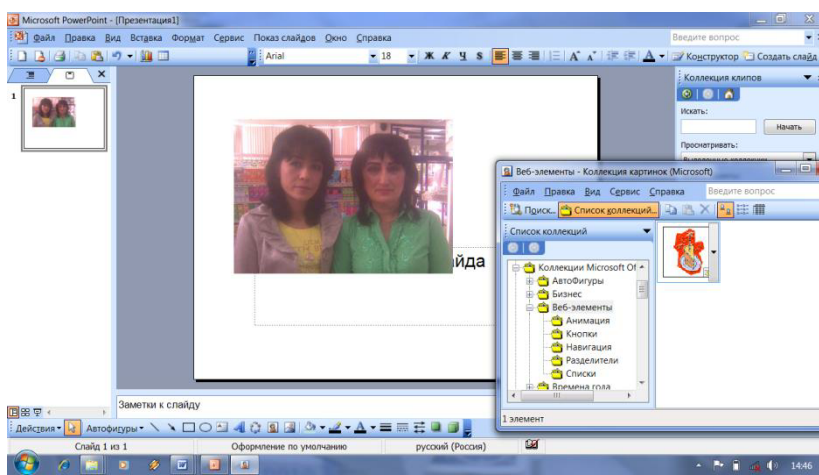 Microsoft PowerPoint - [Презентация1]
Файл Правка Вид Вставка Формат Сервис Показ слайдов Окно Справка
Введите вопрос
Arial 18 Ж К Ч S Конструктор Создать слайд
1
Коллекция клипов
Искать:
Начать
Просматривать:
йда
Веб-элементы - Коллекция картинок (Microsoft)
Файл Правка Вид Сервис Справка
Введите вопрос
Поиск... Список коллекций...
Список коллекций
Коллекции Microsoft Of
АвтоФигуры
Бизнес
Веб-элементы
Анимация
Кнопки
Навигация
Разделители
Списки
Времена года
1 элемент
Заметки к слайду
Действия Автофигуры
Слайд 1 из 1 Оформление по умолчанию русский (Россия)
14:46